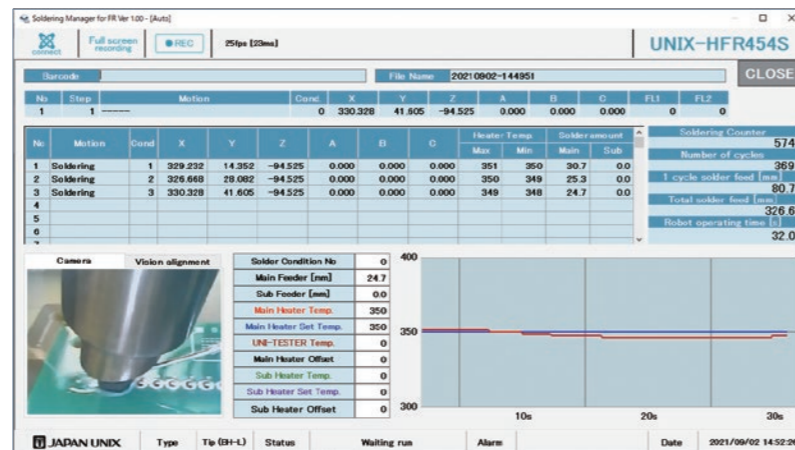 Soldering Manager for FR Ver 1.00 - [Auto]
connect Full screen recording REC 25fps [23ms] UNIX-HFR454S
Barcode File Name 20210902-144951 CLOSE
No Step Motion Cond X Y Z A B C FL1 FL2
1 1 ----- 0 330.328 41.605 -94.525 0.000 0.000 0.000 0 0
No Motion Cond X Y Z A B C Heater Temp. Solder amount
Max Min Main Sub
1 Soldering 1 329.232 14.352 -94.525 0.000 0.000 0.000 351 350 30.7 0.0
2 Soldering 2 326.668 28.082 -94.525 0.000 0.000 0.000 350 349 25.3 0.0
3 Soldering 3 330.328 41.605 -94.525 0.000 0.000 0.000 349 348 24.7 0.0
4
5
6
Soldering Counter
574
Number of cycles
369
1 cycle solder feed [mm]
80.7
Total solder feed [mm]
326.6
Robot operating time [s]
32.0
Camera Vision alignment
Solder Condition No 0
Main Feeder [mm] 24.7
Sub Feeder [mm] 0.0
Main Heater Temp. 350
Main Heater Set Temp. 350
UNI-TESTER Temp. 0
Main Heater Offset 0
Sub Heater Temp. 0
Sub Heater Set Temp. 0
Sub Heater Offset 0
400
350
300
10s 20s 30s
JAPAN UNIX Type Tip (BH-L) Status Waiting run Alarm Date 2021/09/02 14:52:26